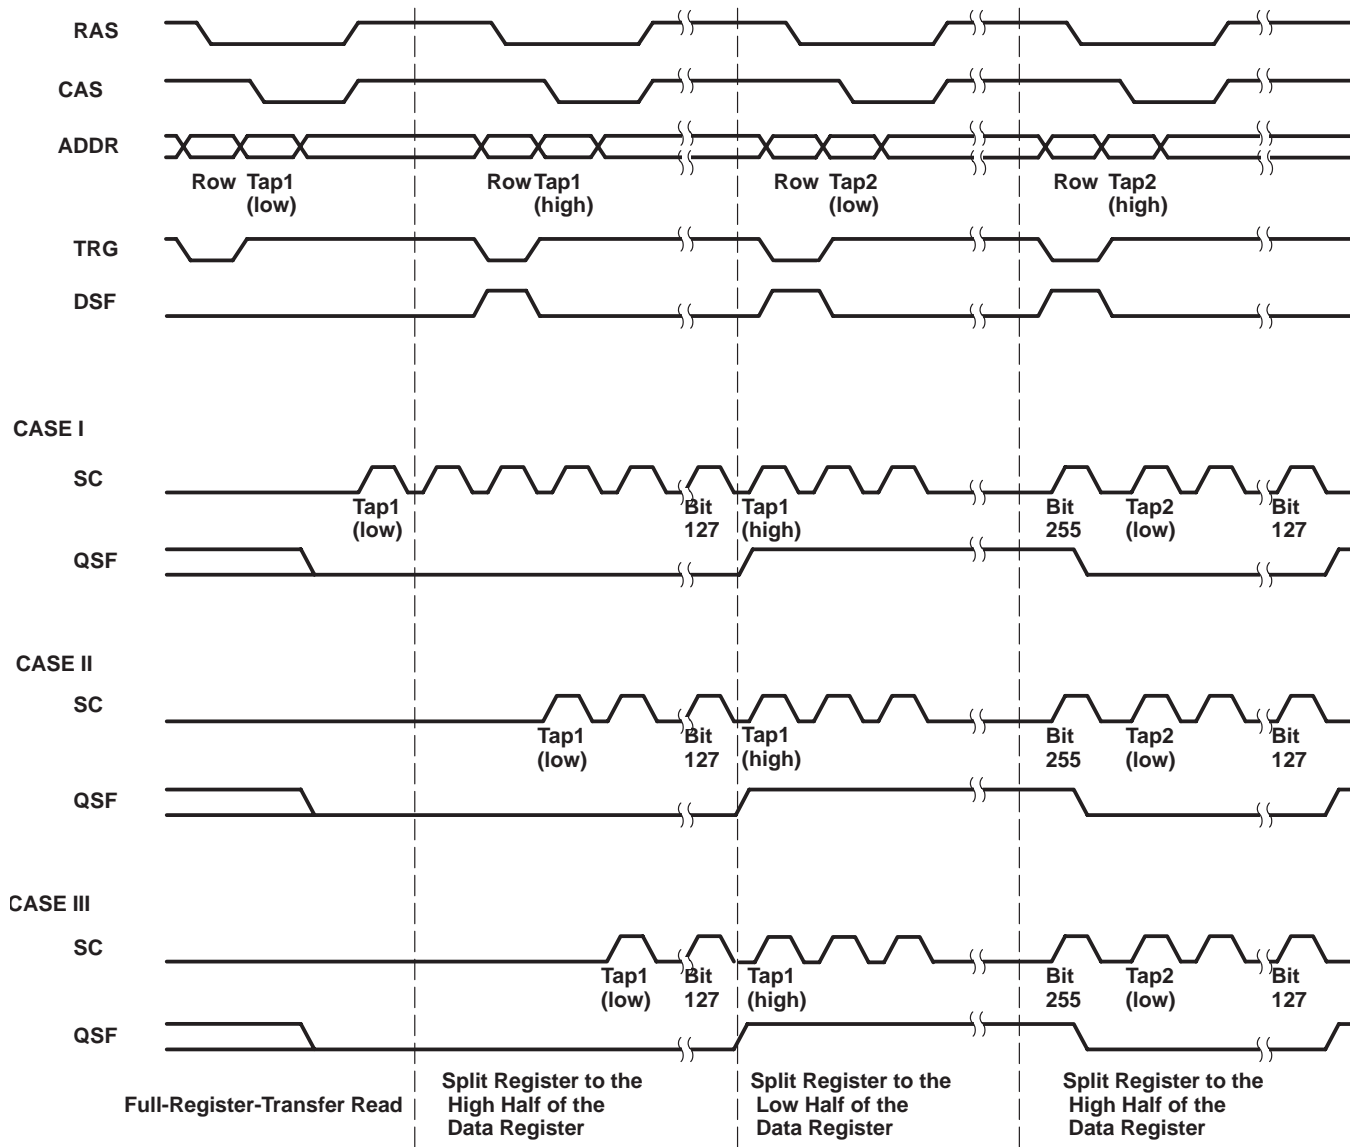 RAS
CAS
ADDR
Row Tap1 Row Tap1 Row Tap2 Row Tap2
(low) (high) (low) (high)
TRG
DSF
CASE I
SC
Tap1 Bit Tap1 Bit Tap2 Bit
(low) 127 (high) 255 (low) 127
QSF
CASE II
SC
Tap1 Bit Tap1 Bit Tap2 Bit
(low) 127 (high) 255 (low) 127
QSF
CASE III
SC
Tap1 Bit Tap1 Bit Tap2 Bit
(low) 127 (high) 255 (low) 127
QSF
Full-Register-Transfer Read
Split Register to the
High Half of the
Data Register
Split Register to the
Low Half of the
Data Register
Split Register to the
High Half of the
Data Register